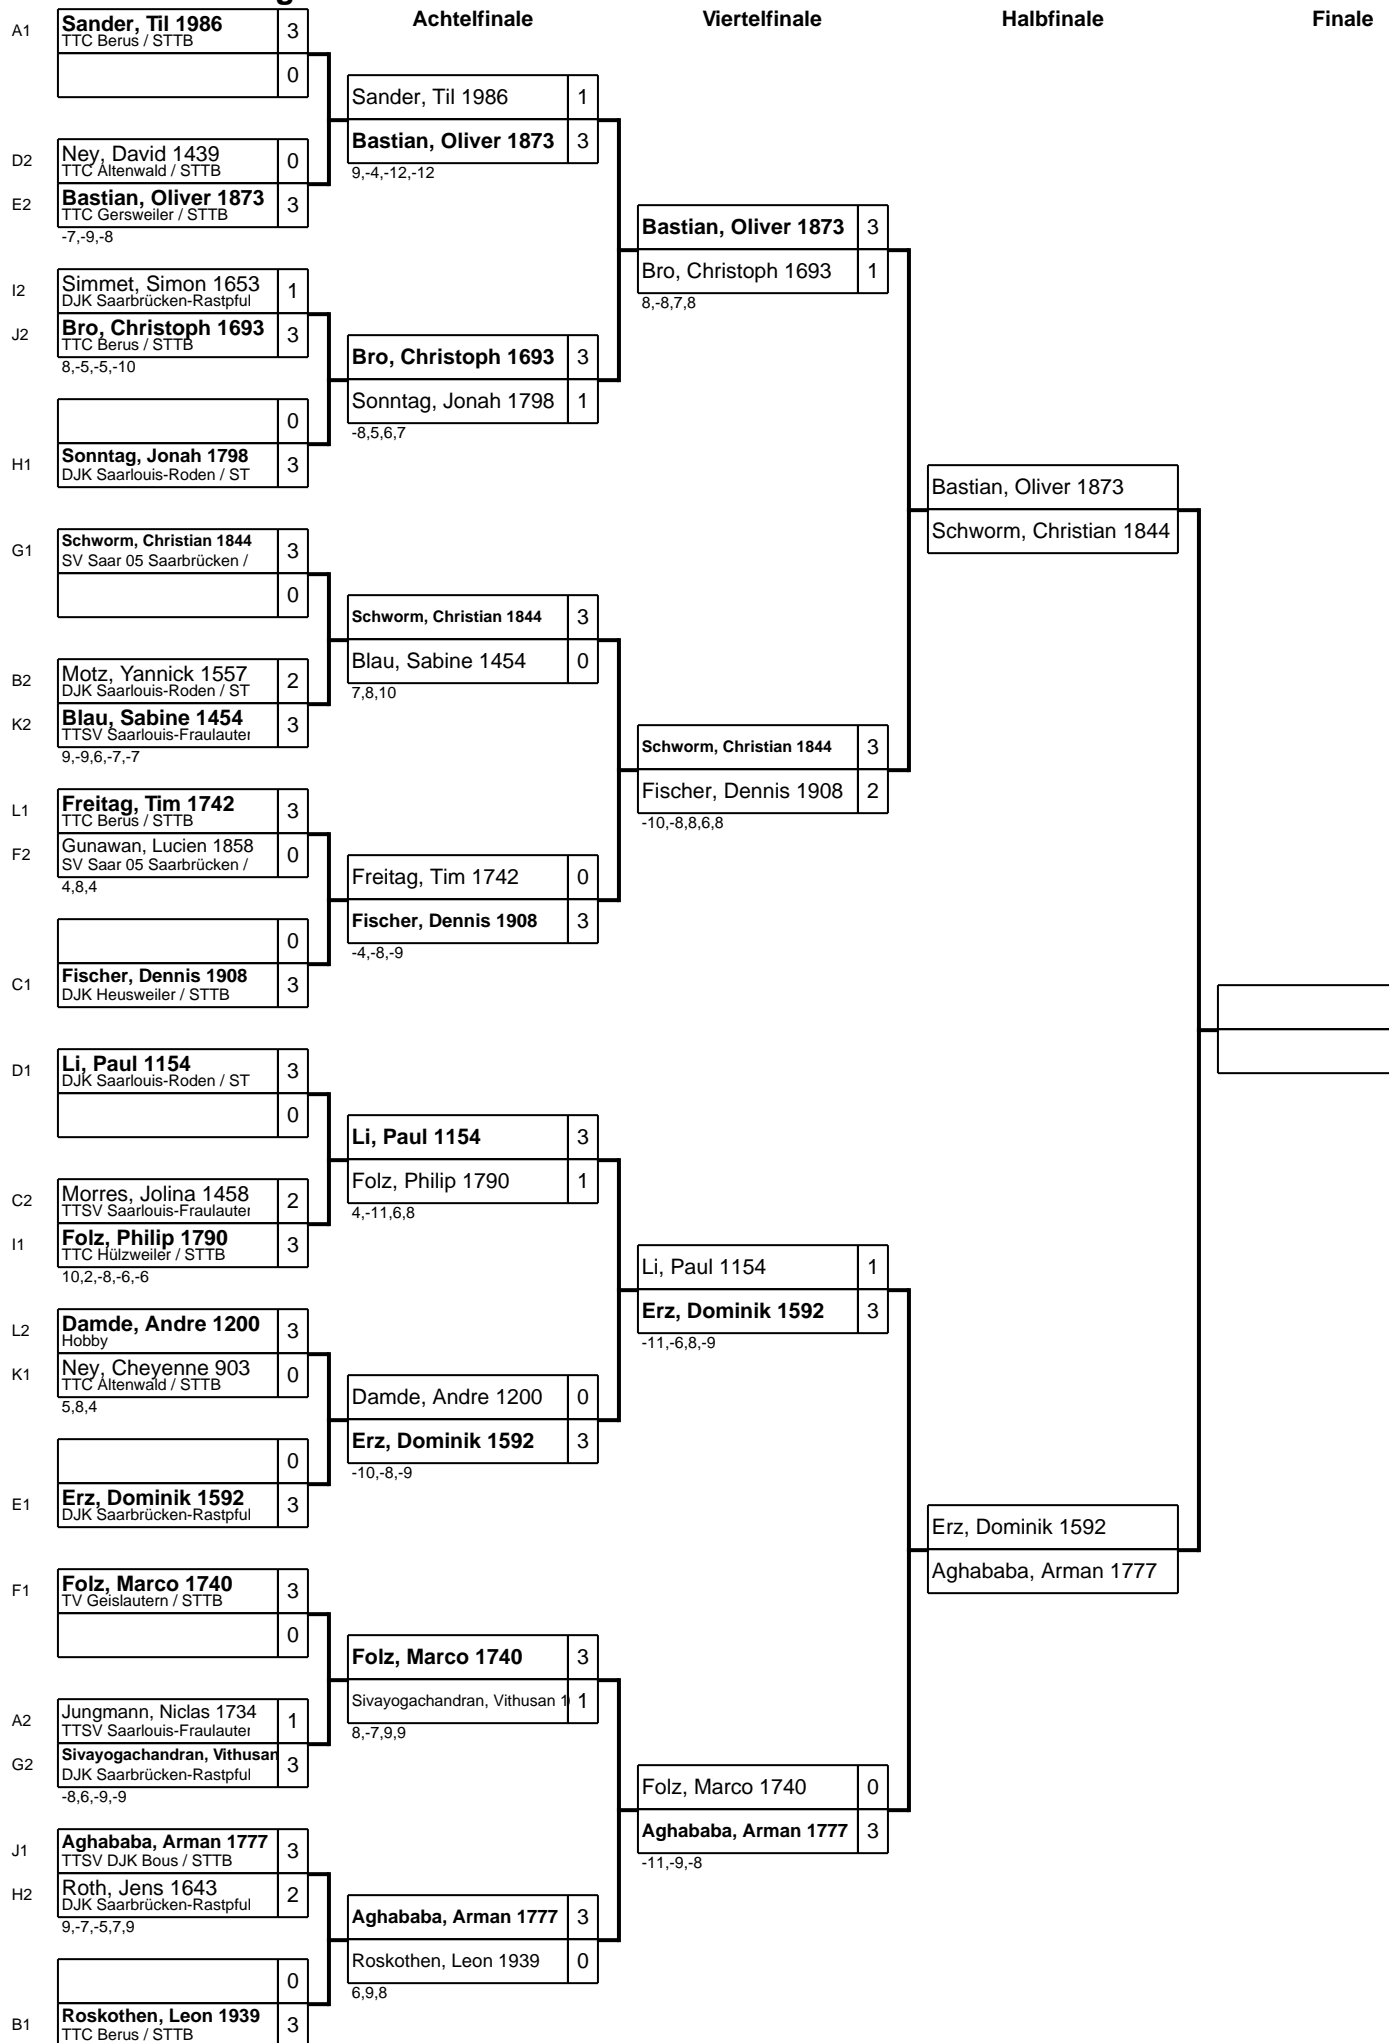 Achtelfinale
Viertelfinale
Halbfinale
Finale
A1
Sander, Til 1986
TTC Berus / STTB
3
0
D2
Ney, David 1439
TTC Altenwald / STTB
0
E2
Bastian, Oliver 1873
TTC Gersweiler / STTB
3
-7,-9,-8
I2
Simmet, Simon 1653
DJK Saarbrücken-Rastpful
1
J2
Bro, Christoph 1693
TTC Berus / STTB
3
8,-5,-5,-10
0
H1
Sonntag, Jonah 1798
DJK Saarlouis-Roden / ST
3
G1
Schworm, Christian 1844
SV Saar 05 Saarbrücken /
3
0
B2
Motz, Yannick 1557
DJK Saarlouis-Roden / ST
2
K2
Blau, Sabine 1454
TTSV Saarlouis-Fraulauter
3
9,-9,6,-7,-7
L1
Freitag, Tim 1742
TTC Berus / STTB
3
F2
Gunawan, Lucien 1858
SV Saar 05 Saarbrücken /
0
4,8,4
0
C1
Fischer, Dennis 1908
DJK Heusweiler / STTB
3
D1
Li, Paul 1154
DJK Saarlouis-Roden / ST
3
0
C2
Morres, Jolina 1458
TTSV Saarlouis-Fraulauter
2
I1
Folz, Philip 1790
TTC Hülzweiler / STTB
3
10,2,-8,-6,-6
L2
Damde, Andre 1200
Hobby
3
K1
Ney, Cheyenne 903
TTC Altenwald / STTB
0
5,8,4
0
E1
Erz, Dominik 1592
DJK Saarbrücken-Rastpful
3
F1
Folz, Marco 1740
TV Geislautern / STTB
3
0
A2
Jungmann, Niclas 1734
TTSV Saarlouis-Fraulauter
1
G2
Sivayogachandran, Vithusan
DJK Saarbrücken-Rastpful
3
-8,6,-9,-9
J1
Aghababa, Arman 1777
TTSV DJK Bous / STTB
3
H2
Roth, Jens 1643
DJK Saarbrücken-Rastpful
2
9,-7,-5,7,9
0
B1
Roskothen, Leon 1939
TTC Berus / STTB
3
Sander, Til 1986 1
Bastian, Oliver 1873 3
9,-4,-12,-12
Bro, Christoph 1693 3
Sonntag, Jonah 1798 1
-8,5,6,7
Schworm, Christian 1844 3
Blau, Sabine 1454 0
7,8,10
Freitag, Tim 1742 0
Fischer, Dennis 1908 3
-4,-8,-9
Li, Paul 1154 3
Folz, Philip 1790 1
4,-11,6,8
Damde, Andre 1200 0
Erz, Dominik 1592 3
-10,-8,-9
Folz, Marco 1740 3
Sivayogachandran, Vithusan 1
8,-7,9,9
Aghababa, Arman 1777 3
Roskothen, Leon 1939 0
6,9,8
Bastian, Oliver 1873 3
Bro, Christoph 1693 1
8,-8,7,8
Schworm, Christian 1844 3
Fischer, Dennis 1908 2
-10,-8,8,6,8
Li, Paul 1154 1
Erz, Dominik 1592 3
-11,-6,8,-9
Folz, Marco 1740 0
Aghababa, Arman 1777 3
-11,-9,-8
Bastian, Oliver 1873
Schworm, Christian 1844
Erz, Dominik 1592
Aghababa, Arman 1777